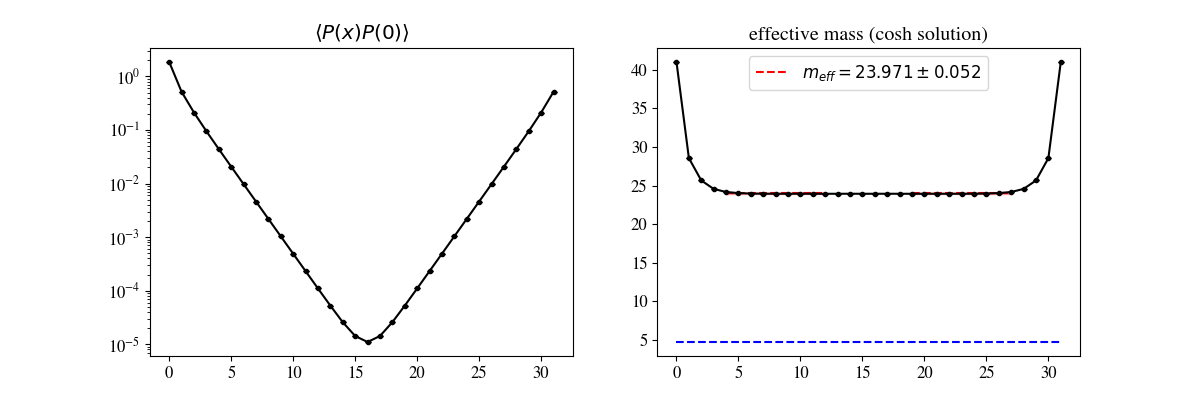 ⟨P(x)P(0)⟩
10⁰
10⁻¹
10⁻²
10⁻³
10⁻⁴
10⁻⁵
0 5 10 15 20 25 30
effective mass (cosh solution)
m_eff = 23.971 ± 0.052
40
35
30
25
20
15
10
5
0 5 10 15 20 25 30